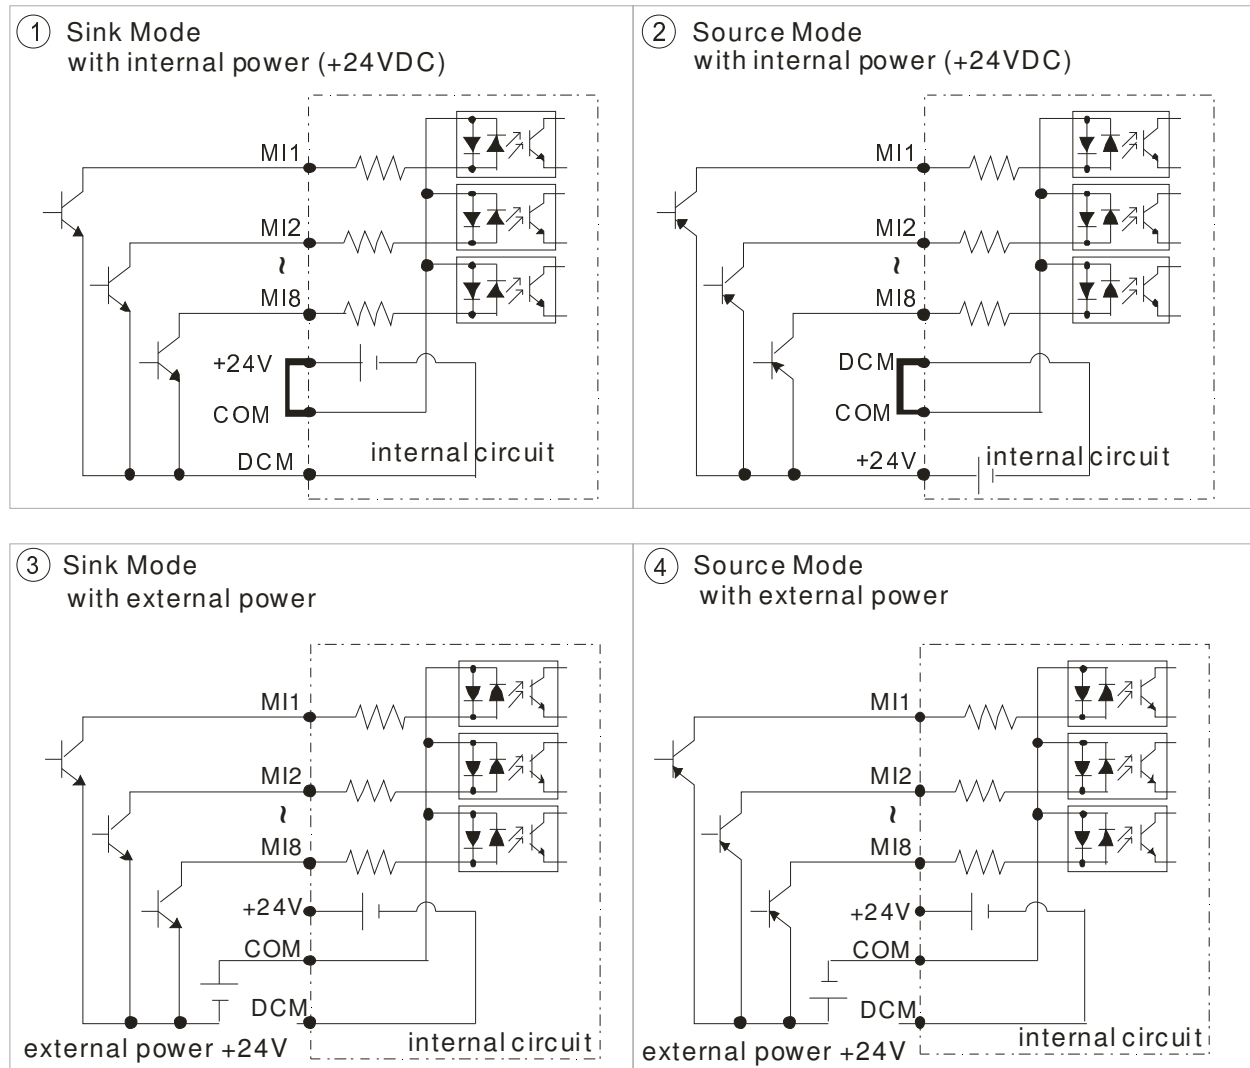 1 Sink Mode
with internal power (+24VDC)
MI1
MI2
~
MI8
+24V
COM
DCM
internal circuit
2 Source Mode
with internal power (+24VDC)
MI1
MI2
~
MI8
DCM
COM
+24V
internal circuit
3 Sink Mode
with external power
MI1
MI2
~
MI8
+24V
COM
DCM
internal circuit
external power +24V
4 Source Mode
with external power
MI1
MI2
~
MI8
+24V
COM
DCM
internal circuit
external power +24V